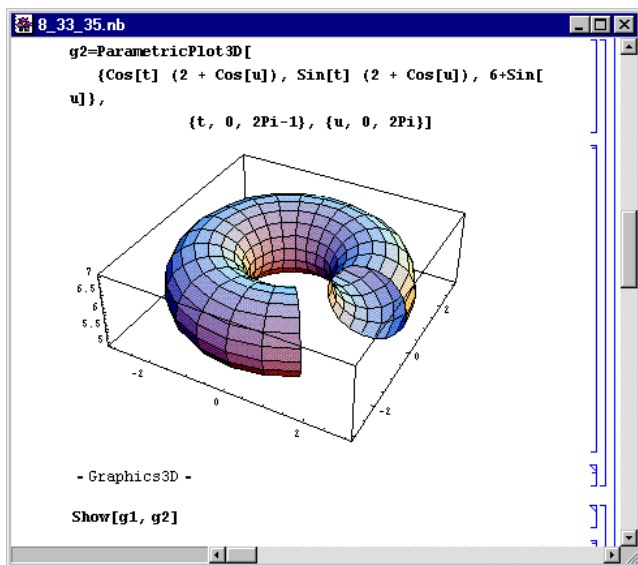 8_33_35.nb
g2=ParametricPlot3D[
{Cos[t] (2 + Cos[u]), Sin[t] (2 + Cos[u]), 6+Sin[
u]},
{t, 0, 2Pi-1}, {u, 0, 2Pi}]
7
6.5
6
5.5
5
-2
0
2
-2
0
2
- Graphics3D -
Show[g1, g2]